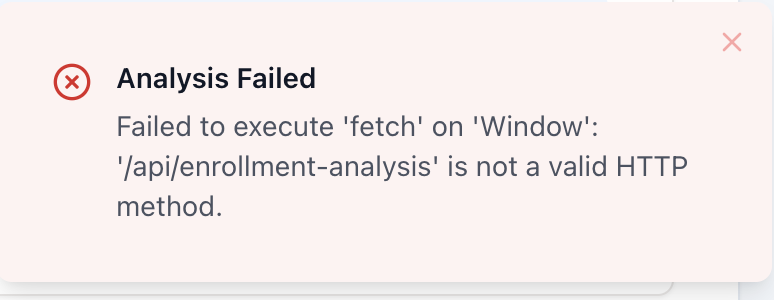 Analysis Failed
Failed to execute 'fetch' on 'Window':
'/api/enrollment-analysis' is not a valid HTTP
method.